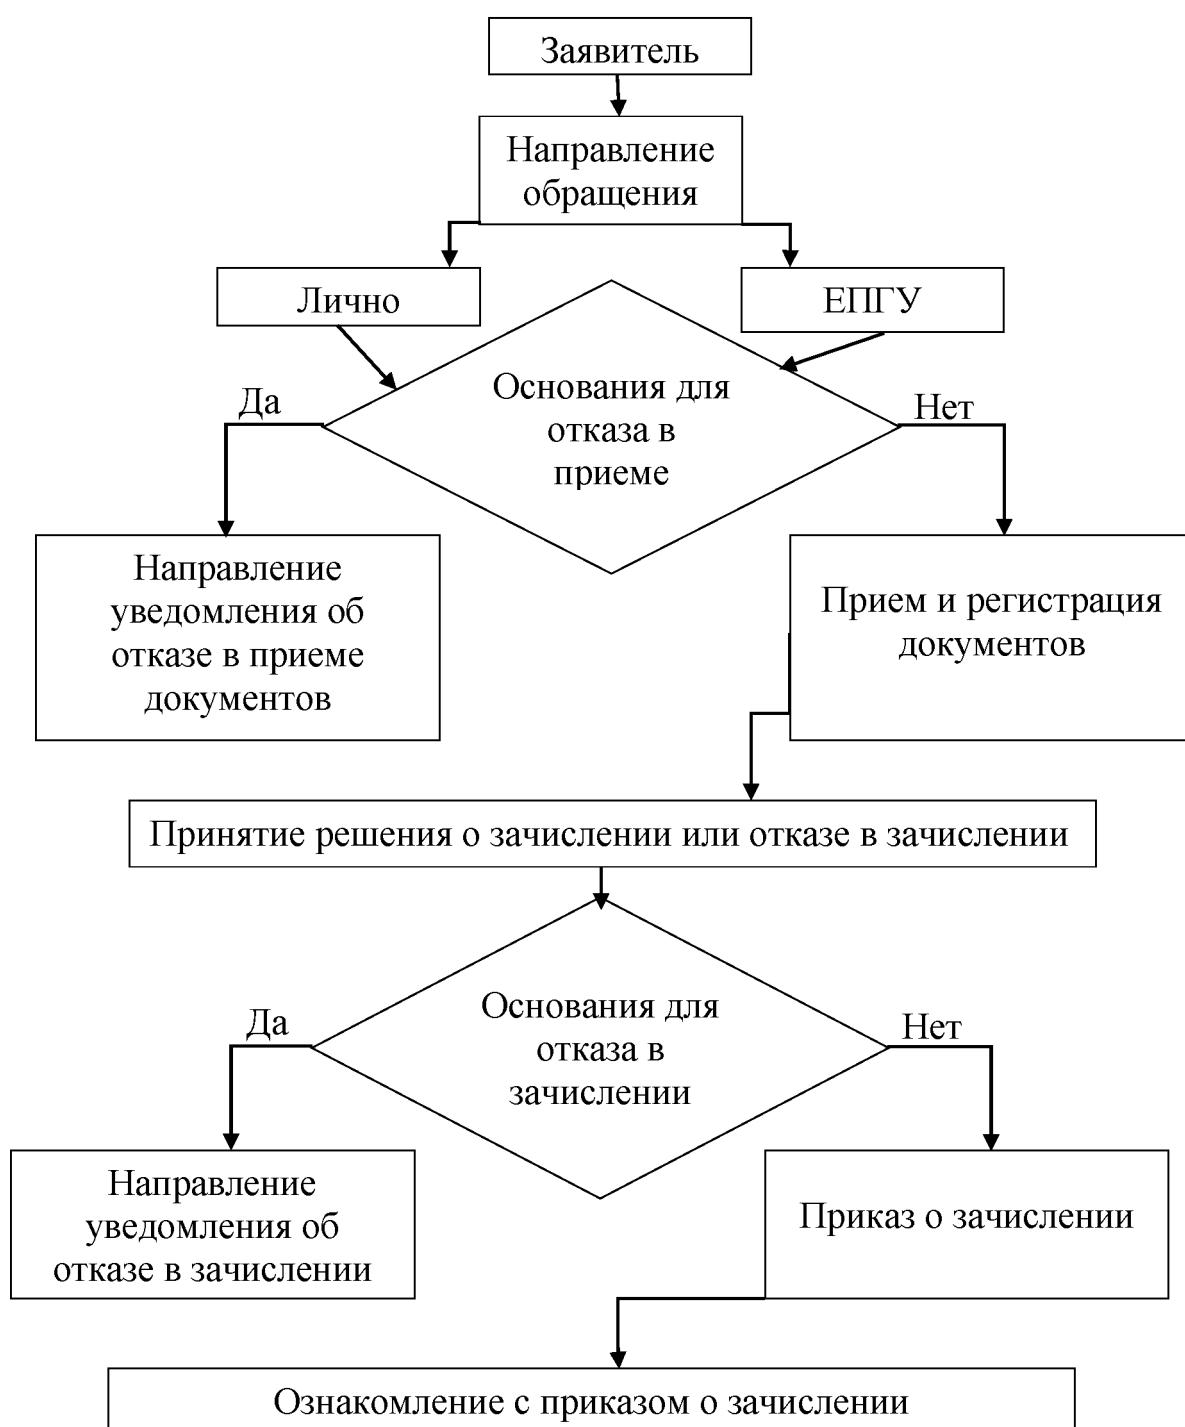 Заявитель
Направление
обращения
Лично
ЕПГУ
Основания для
отказа в
приеме
Да
Нет
Направление
уведомления об
отказе в приеме
документов
Прием и регистрация
документов
Принятие решения о зачислении или отказе в зачислении
Основания для
отказа в
зачислении
Да
Нет
Направление
уведомления об
отказе в зачислении
Приказ о зачислении
Ознакомление с приказом о зачислении